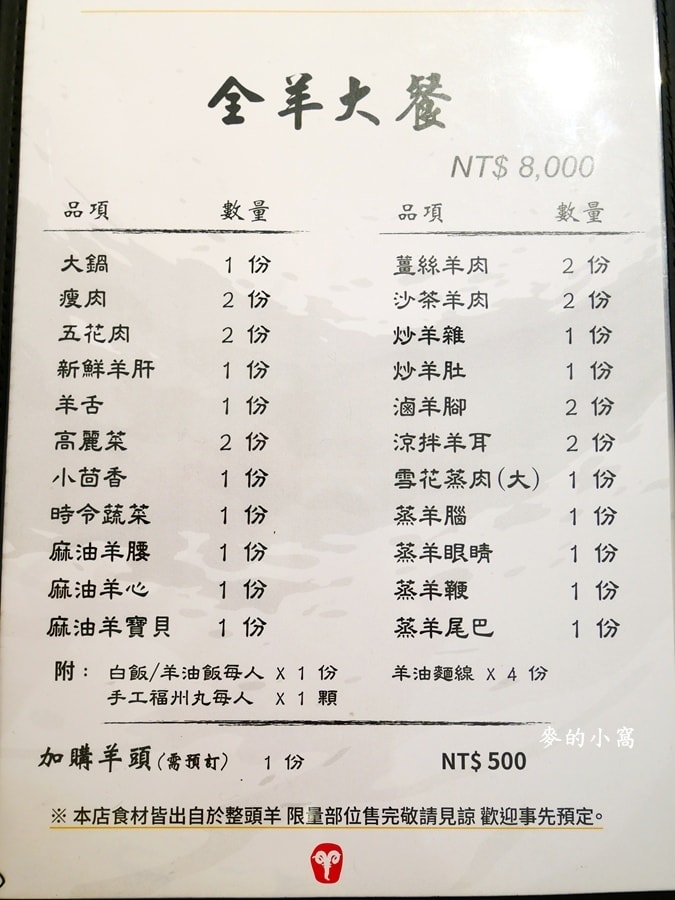 全羊大餐
NT$ 8,000
品項 數量 品項 數量
大鍋 1 份 薑絲羊肉 2 份
瘦肉 2 份 沙茶羊肉 2 份
五花肉 2 份 炒羊雜 1 份
新鮮羊肝 1 份 炒羊肚 1 份
羊舌 1 份 滷羊腳 2 份
高麗菜 2 份 涼拌羊耳 2 份
小茴香 1 份 雪花蒸肉(大) 1 份
時令蔬菜 1 份 蒸羊腦 1 份
麻油羊腰 1 份 蒸羊眼睛 1 份
麻油羊心 1 份 蒸羊鞭 1 份
麻油羊寶貝 1 份 蒸羊尾巴 1 份
附： 白飯/羊油飯每人 X 1 份 羊油麵線 X 4 份
手工福州丸每人 X 1 顆
麥的小窩
加購羊頭(需預訂) 1 份 NT$ 500
※ 本店食材皆出自於整頭羊 限量部位售完敬請見諒 歡迎事先預定。